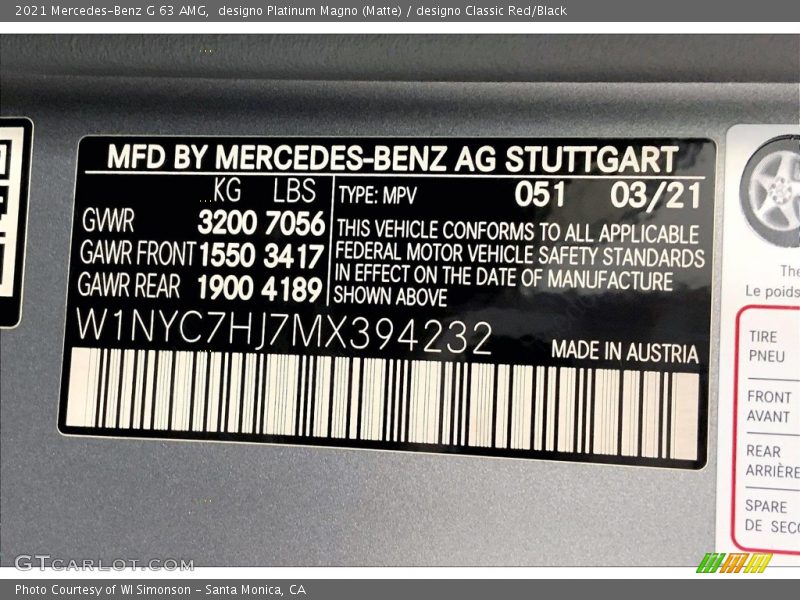 2021 Mercedes-Benz G 63 AMG, designo Platinum Magno (Matte) / designo Classic Red/Black
MFD BY MERCEDES-BENZ AG STUTTGART
KG LBS
GVWR 3200 7056
GAWR FRONT 1550 3417
GAWR REAR 1900 4189
TYPE: MPV 051 03/21
THIS VEHICLE CONFORMS TO ALL APPLICABLE
FEDERAL MOTOR VEHICLE SAFETY STANDARDS
IN EFFECT ON THE DATE OF MANUFACTURE
SHOWN ABOVE
W1NYC7HJ7MX394232
MADE IN AUSTRIA
The
Le poids
TIRE
PNEU
FRONT
AVANT
REAR
ARRIÈRE
SPARE
DE SECO
GTCARLOT.COM
Photo Courtesy of WI Simonson - Santa Monica, CA